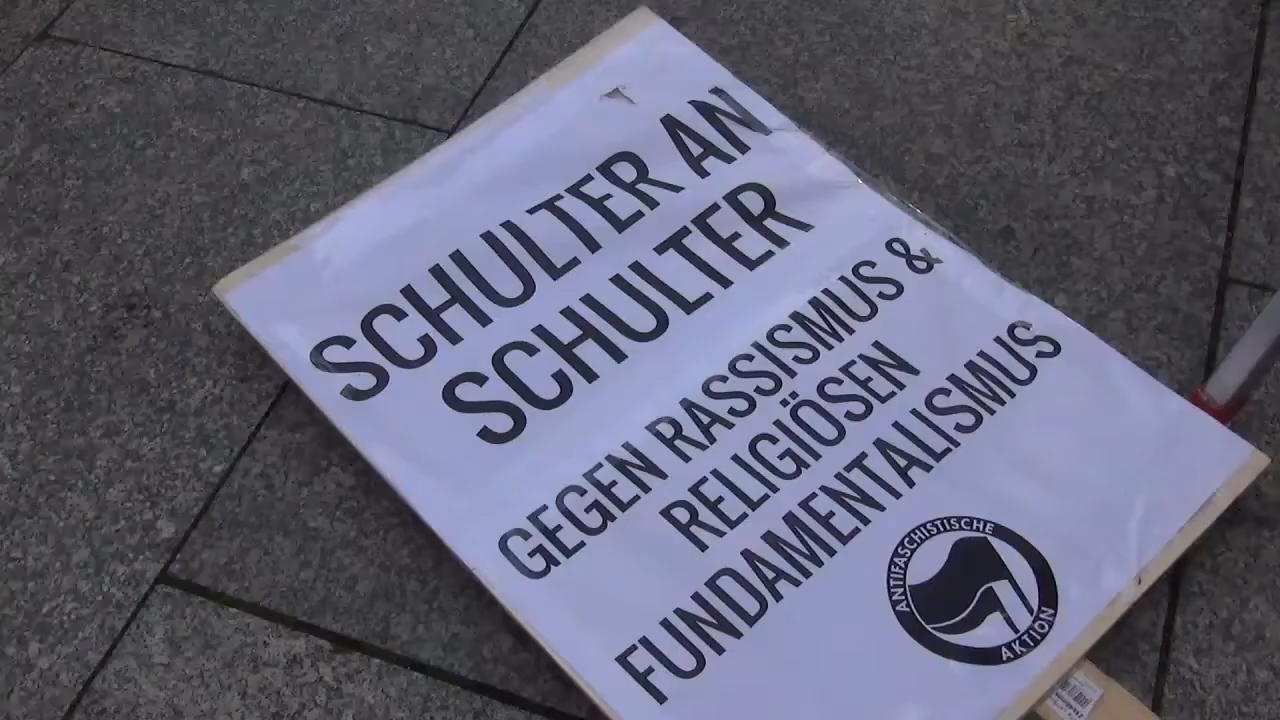 SCHULTER AN
SCHULTER
GEGEN RASSISMUS &
RELIGIÖSEN
FUNDAMENTALISMUS
ANTIFASCHISTISCHE
AKTION